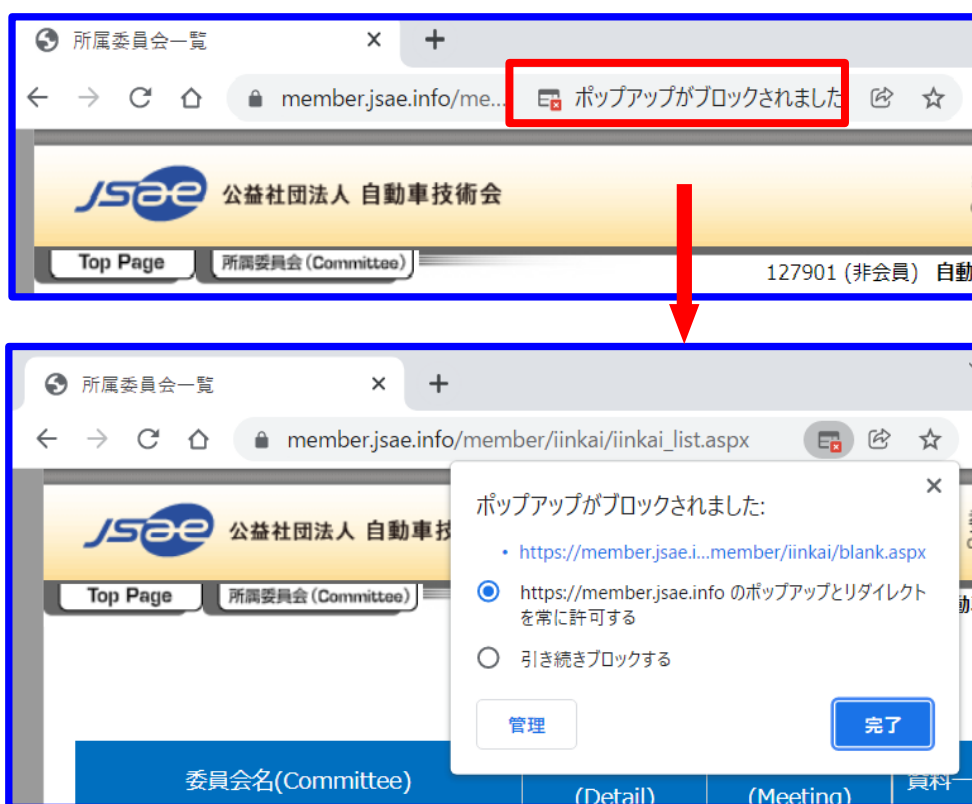 所属委員会一覧
member.jsae.info/me...
ポップアップがブロックされました
JSAE 公益社団法人 自動車技術会
Top Page
所属委員会(Committee)
127901 (非会員) 自動
所属委員会一覧
member.jsae.info/member/iinkai/iinkai_list.aspx
ポップアップがブロックされました:
JSAE 公益社団法人 自動車技
• https://member.jsae.i...member/iinkai/blank.aspx
Top Page
所属委員会(Committee)
https://member.jsae.info のポップアップとリダイレクト
を常に許可する
引き続きブロックする
管理
完了
委員会名(Committee)
(Detail)
(Meeting)
資料一